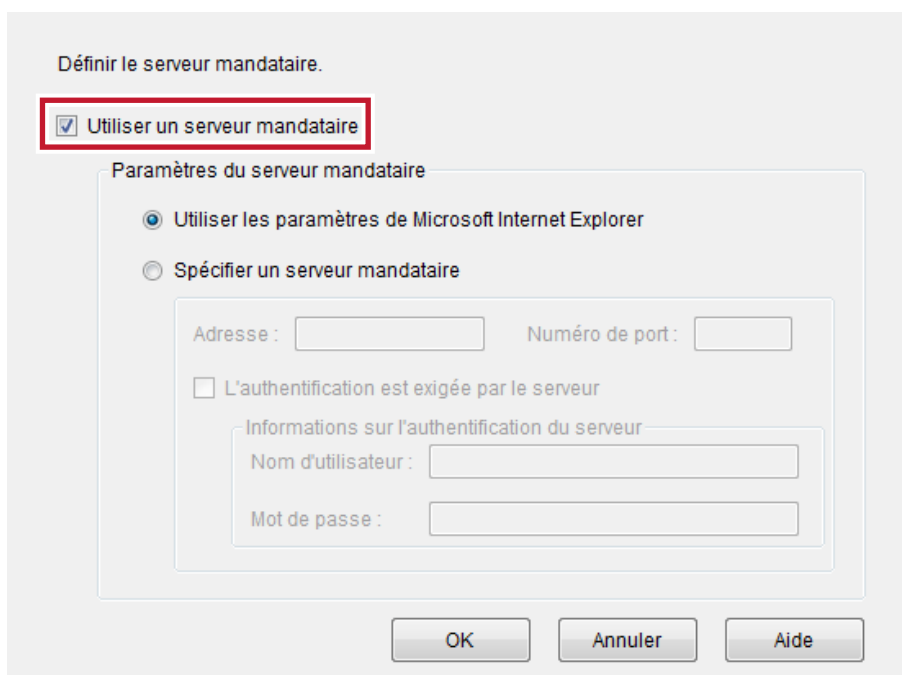 Définir le serveur mandataire.
Utiliser un serveur mandataire
Paramètres du serveur mandataire
Utiliser les paramètres de Microsoft Internet Explorer
Spécifier un serveur mandataire
Adresse : Numéro de port :
L'authentification est exigée par le serveur
Informations sur l'authentification du serveur
Nom d'utilisateur :
Mot de passe :
OK Annuler Aide